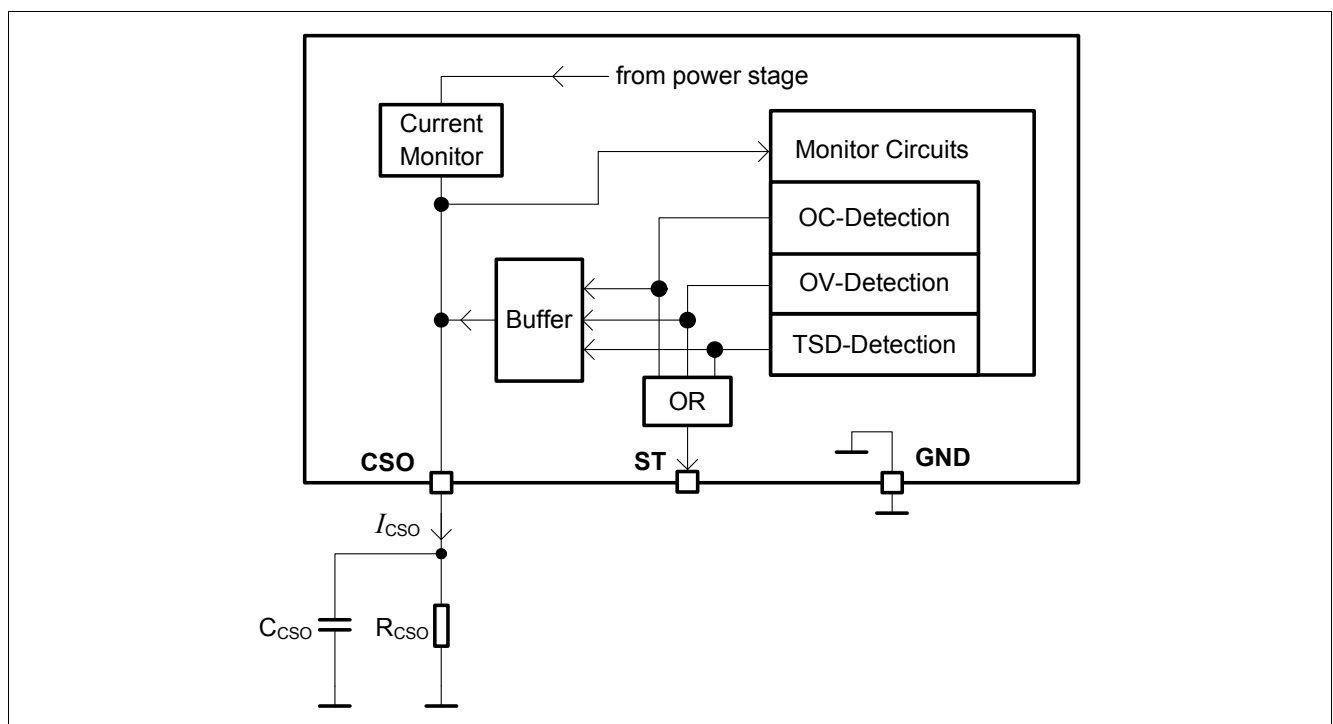 from power stage
Current
Monitor
Monitor Circuits
OC-Detection
OV-Detection
Buffer
TSD-Detection
OR
CSO
ST
GND
ICSO
CCSO
RCSO